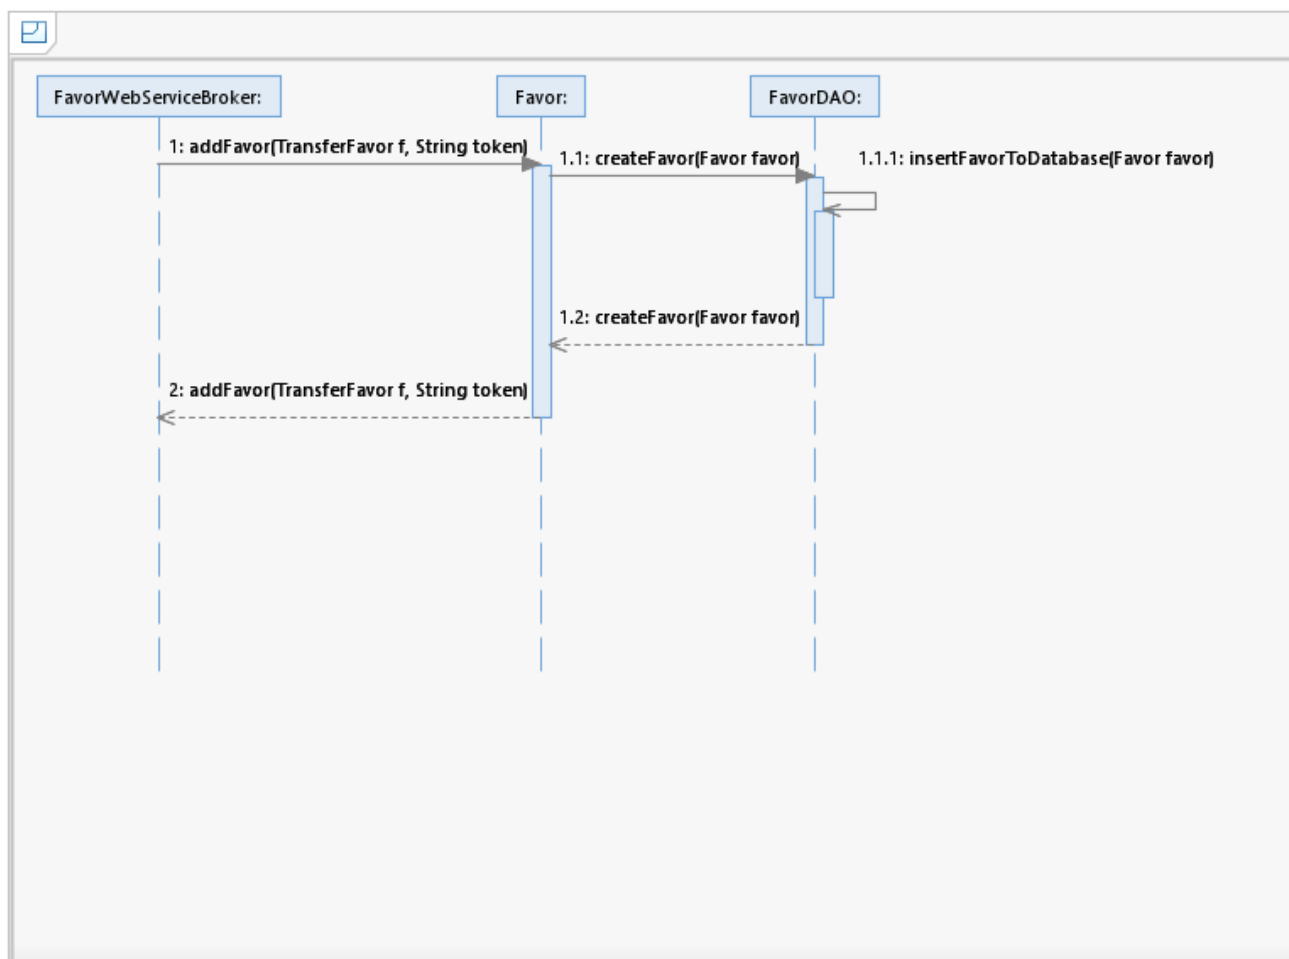 FavorWebServiceBroker:
Favor:
FavorDAO:
1: addFavor(TransferFavor f, String token)
1.1: createFavor(Favor favor)
1.1.1: insertFavorToDatabase(Favor favor)
1.2: createFavor(Favor favor)
2: addFavor(TransferFavor f, String token)